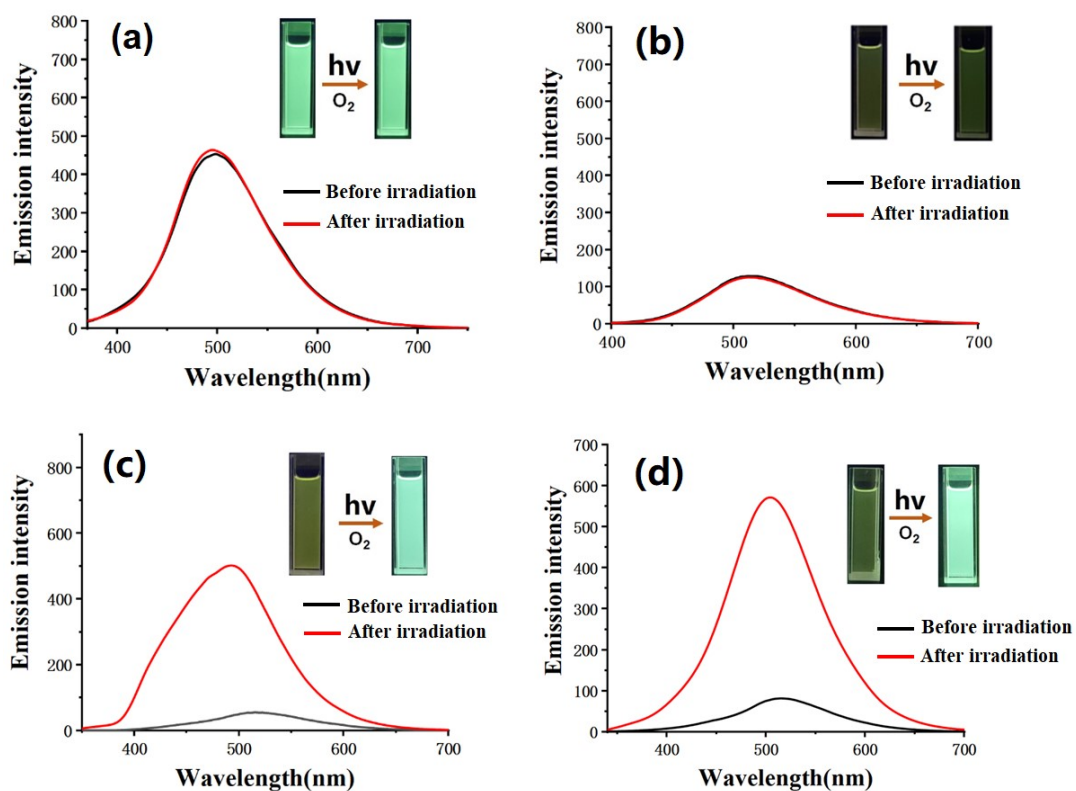 (a)
800
700
600
500
400
300
200
100
0
Emission intensity
hv
O₂
Before irradiation
After irradiation
400 500 600 700
Wavelength(nm)
(b)
800
700
600
500
400
300
200
100
0
Emission intensity
hv
O₂
Before irradiation
After irradiation
400 500 600 700
Wavelength(nm)
(c)
800
600
400
200
0
Emission intensity
hv
O₂
Before irradiation
After irradiation
400 500 600 700
Wavelength(nm)
(d)
700
600
500
400
300
200
100
0
Emission intensity
hv
O₂
Before irradiation
After irradiation
400 500 600 700
Wavelength(nm)